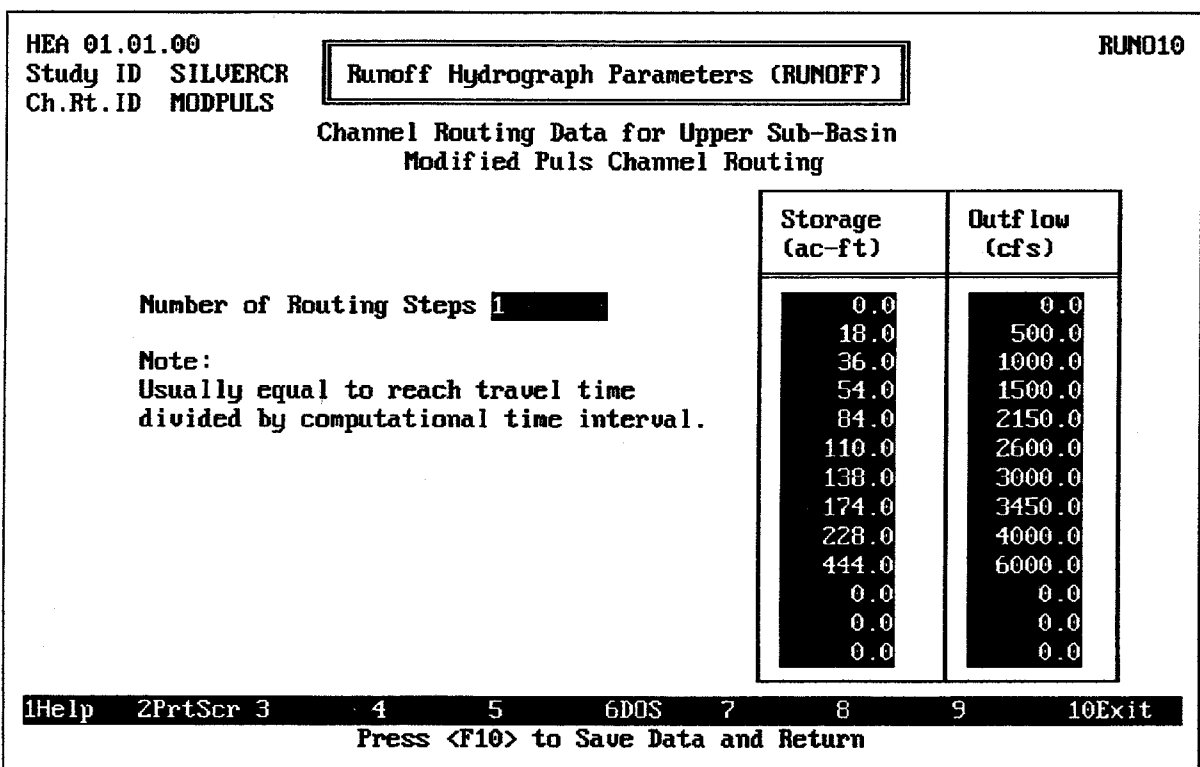 HEA 01.01.00
RUNO10
Study ID SILVERCR
Runoff Hydrograph Parameters (RUNOFF)
Ch.Rt.ID MODPULS
Channel Routing Data for Upper Sub-Basin
Modified Puls Channel Routing
Storage Outflow
(ac-ft) (cfs)
Number of Routing Steps 1
Note:
Usually equal to reach travel time
divided by computational time interval.
0.0 0.0
18.0 500.0
36.0 1000.0
54.0 1500.0
84.0 2150.0
110.0 2600.0
138.0 3000.0
174.0 3450.0
228.0 4000.0
444.0 6000.0
0.0 0.0
0.0 0.0
0.0 0.0
1Help 2PrtScr 3 4 5 6DOS 7 8 9 10Exit
Press <F10> to Save Data and Return